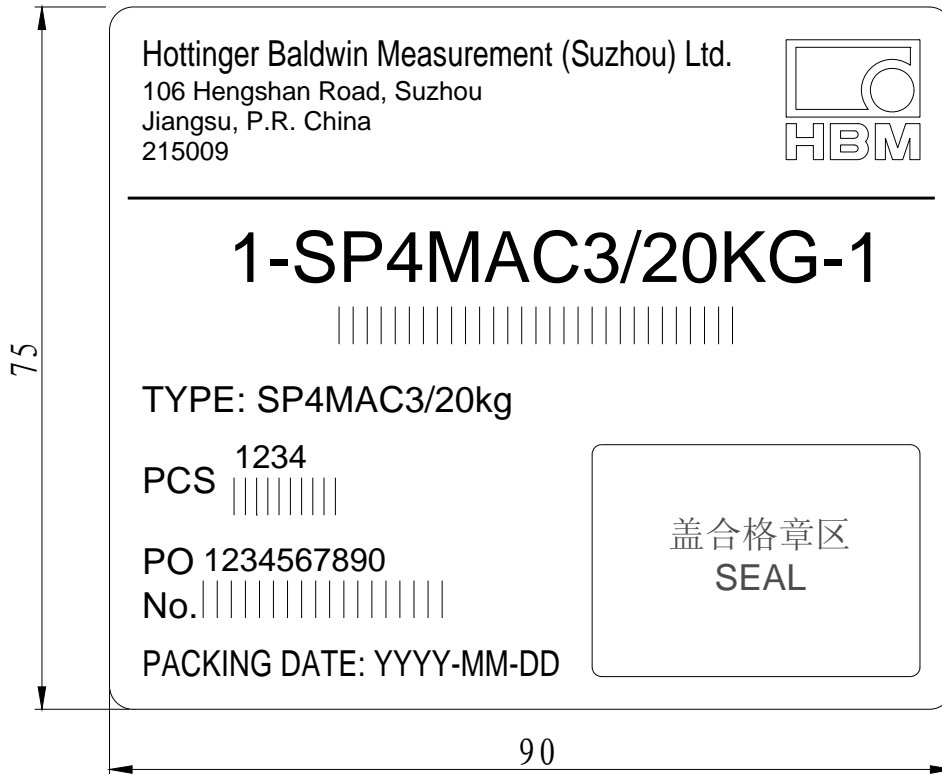 Hottinger Baldwin Measurement (Suzhou) Ltd.
106 Hengshan Road, Suzhou
Jiangsu, P.R. China
215009
HBM
1-SP4MAC3/20KG-1
TYPE: SP4MAC3/20kg
1234
PCS
PO 1234567890
No.
PACKING DATE: YYYY-MM-DD
盖合格章区
SEAL
75
90